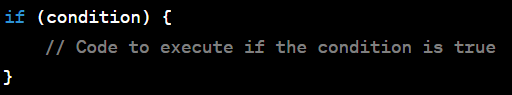 if (condition) {
    // Code to execute if the condition is true
}